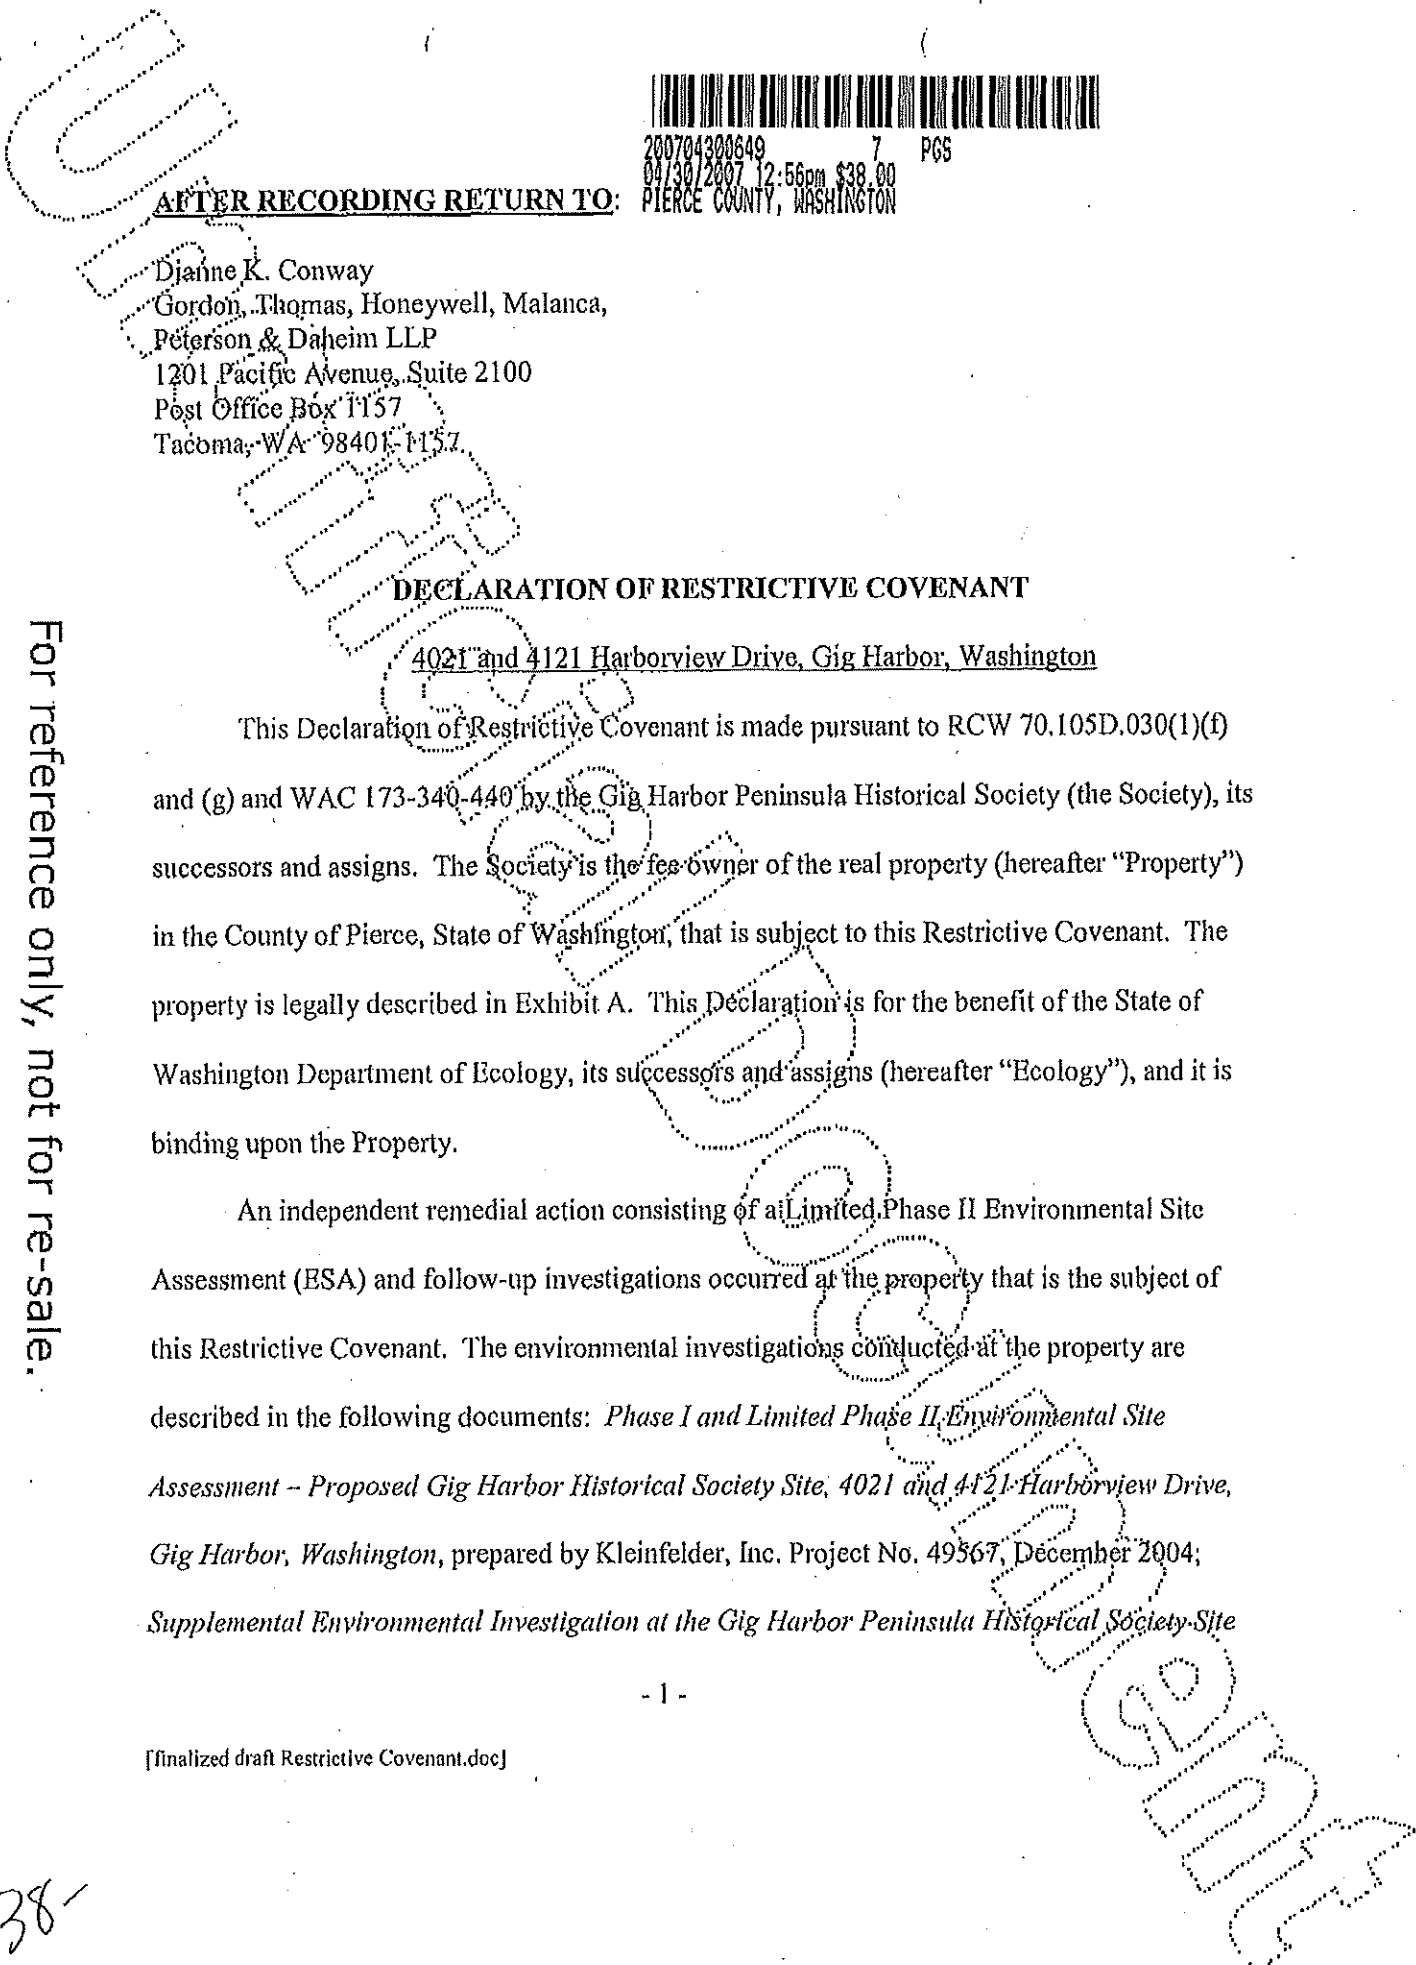 200704300649 7 PGS
04/30/2007 12:56pm $38.00
PIERCE COUNTY, WASHINGTON
AFTER RECORDING RETURN TO:
Dianne K. Conway
Gordon, Thomas, Honeywell, Malanca,
Peterson & Daheim LLP
1201 Pacific Avenue, Suite 2100
Post Office Box 1157
Tacoma, WA 98401-1157
DECLARATION OF RESTRICTIVE COVENANT
4021 and 4121 Harborview Drive, Gig Harbor, Washington
This Declaration of Restrictive Covenant is made pursuant to RCW 70.105D.030(1)(f)
and (g) and WAC 173-340-440 by the Gig Harbor Peninsula Historical Society (the Society), its
successors and assigns. The Society is the fee owner of the real property (hereafter “Property”)
in the County of Pierce, State of Washington, that is subject to this Restrictive Covenant. The
property is legally described in Exhibit A. This Declaration is for the benefit of the State of
Washington Department of Ecology, its successors and assigns (hereafter “Ecology”), and it is
binding upon the Property.
An independent remedial action consisting of a Limited Phase II Environmental Site
Assessment (ESA) and follow-up investigations occurred at the property that is the subject of
this Restrictive Covenant. The environmental investigations conducted at the property are
described in the following documents: Phase I and Limited Phase II Environmental Site
Assessment – Proposed Gig Harbor Historical Society Site, 4021 and 4121 Harborview Drive,
Gig Harbor, Washington, prepared by Kleinfelder, Inc. Project No. 49567, December 2004;
Supplemental Environmental Investigation at the Gig Harbor Peninsula Historical Society Site
- 1 -
[finalized draft Restrictive Covenant.doc]
38-
For reference only, not for re-sale.
Unofficial Document